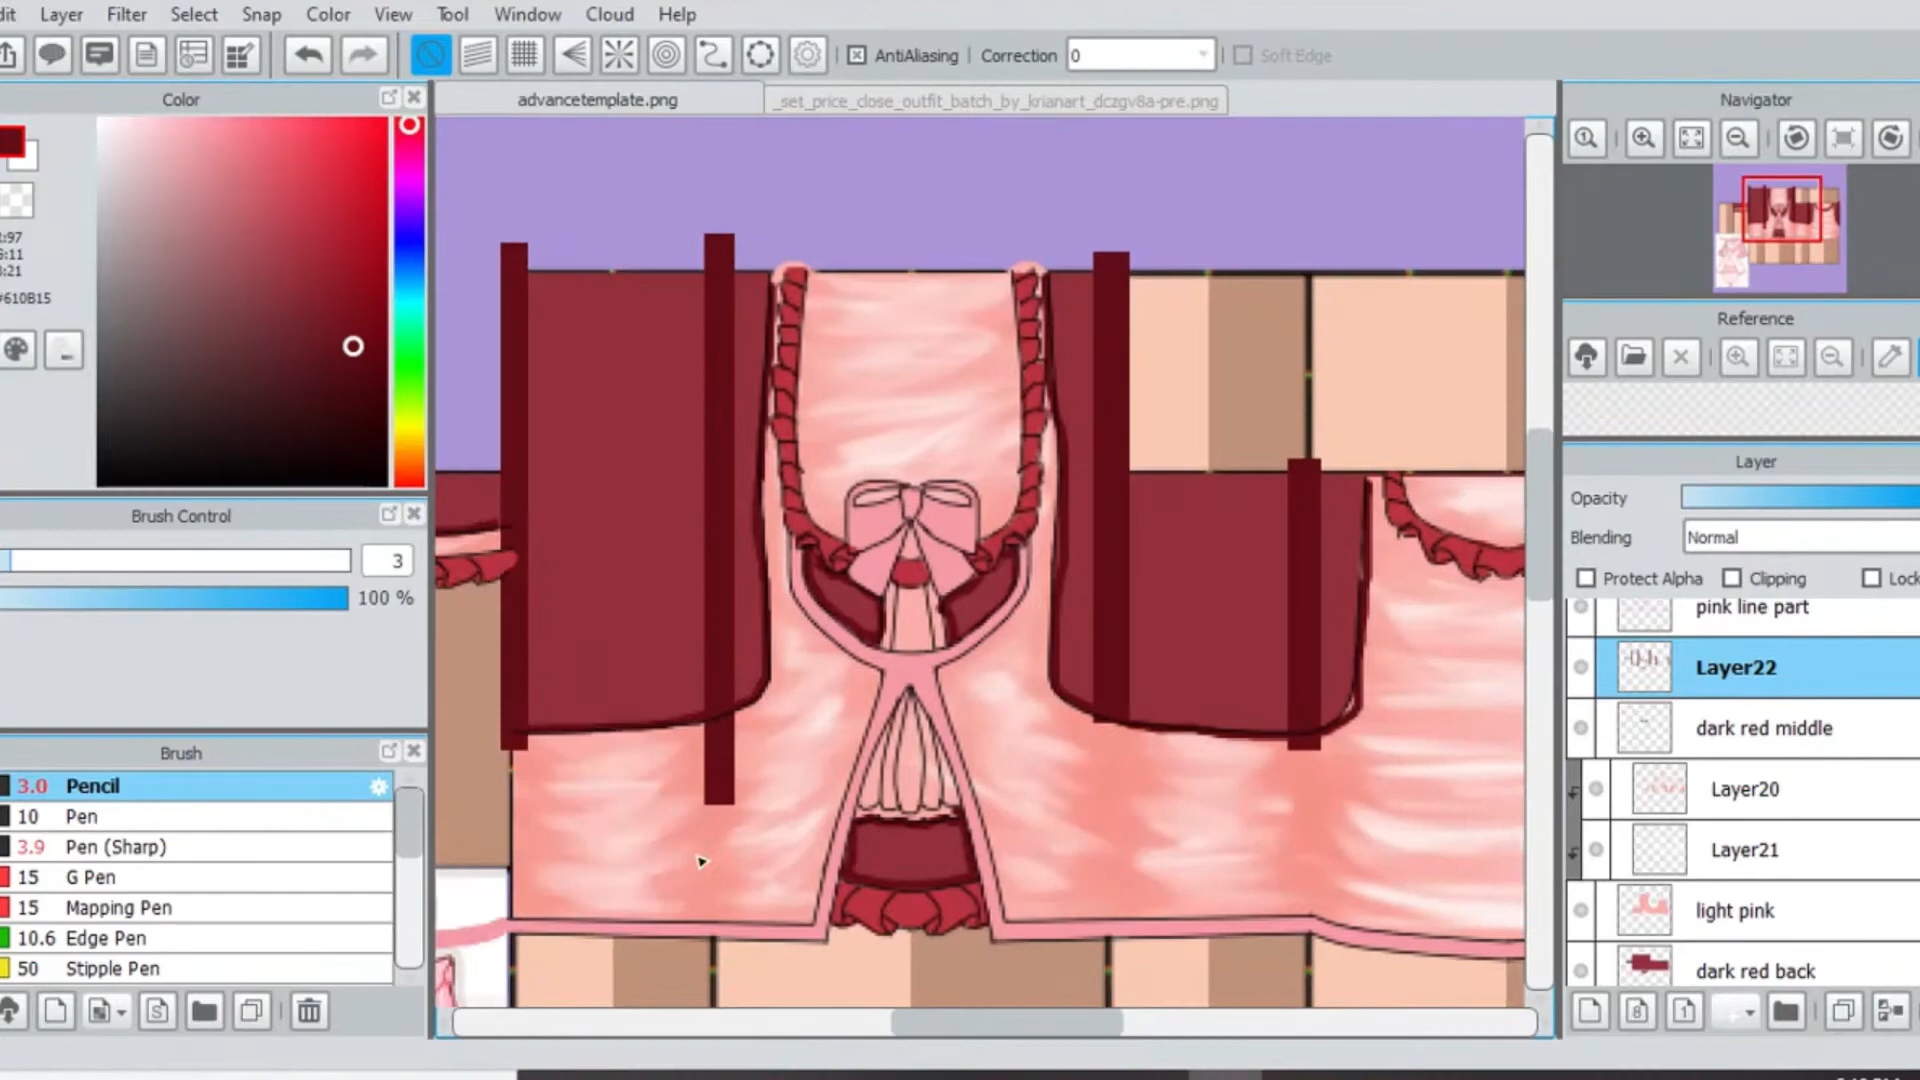 dit Layer Filter Select Snap Color View Tool Window Cloud Help
AntiAliasing Correction 0 Soft Edge
Color
advancetemplate.png
_set_price_close_outfit_batch_by_krianart_dczgv8a-pre.png
Navigator
:97
:11
:21
#610B15
Reference
Brush Control
3
100 %
Layer
Opacity
Blending Normal
Protect Alpha Clipping Lock
pink line part
Layer22
dark red middle
Layer20
Layer21
light pink
dark red back
Brush
3.0 Pencil
10 Pen
3.9 Pen (Sharp)
15 G Pen
15 Mapping Pen
10.6 Edge Pen
50 Stipple Pen